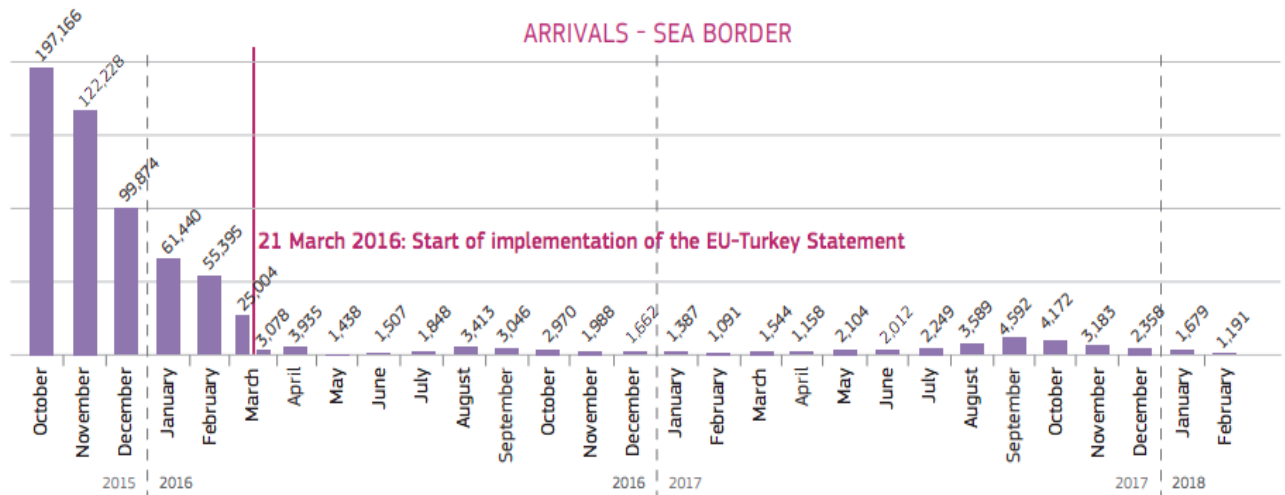 ARRIVALS - SEA BORDER
197,166
122,228
99,874
61,440
55,395
25,004
3,078
3,935
1,438
1,507
1,848
3,413
3,046
2,970
1,988
1,662
1,387
1,091
1,544
1,158
2,104
2,012
2,249
3,589
4,592
4,172
3,183
2,358
1,679
1,191
21 March 2016: Start of implementation of the EU-Turkey Statement
October
November
December
January
February
March
April
May
June
July
August
September
October
November
December
January
February
March
April
May
June
July
August
September
October
November
December
January
February
2015
2016
2016
2017
2017
2018